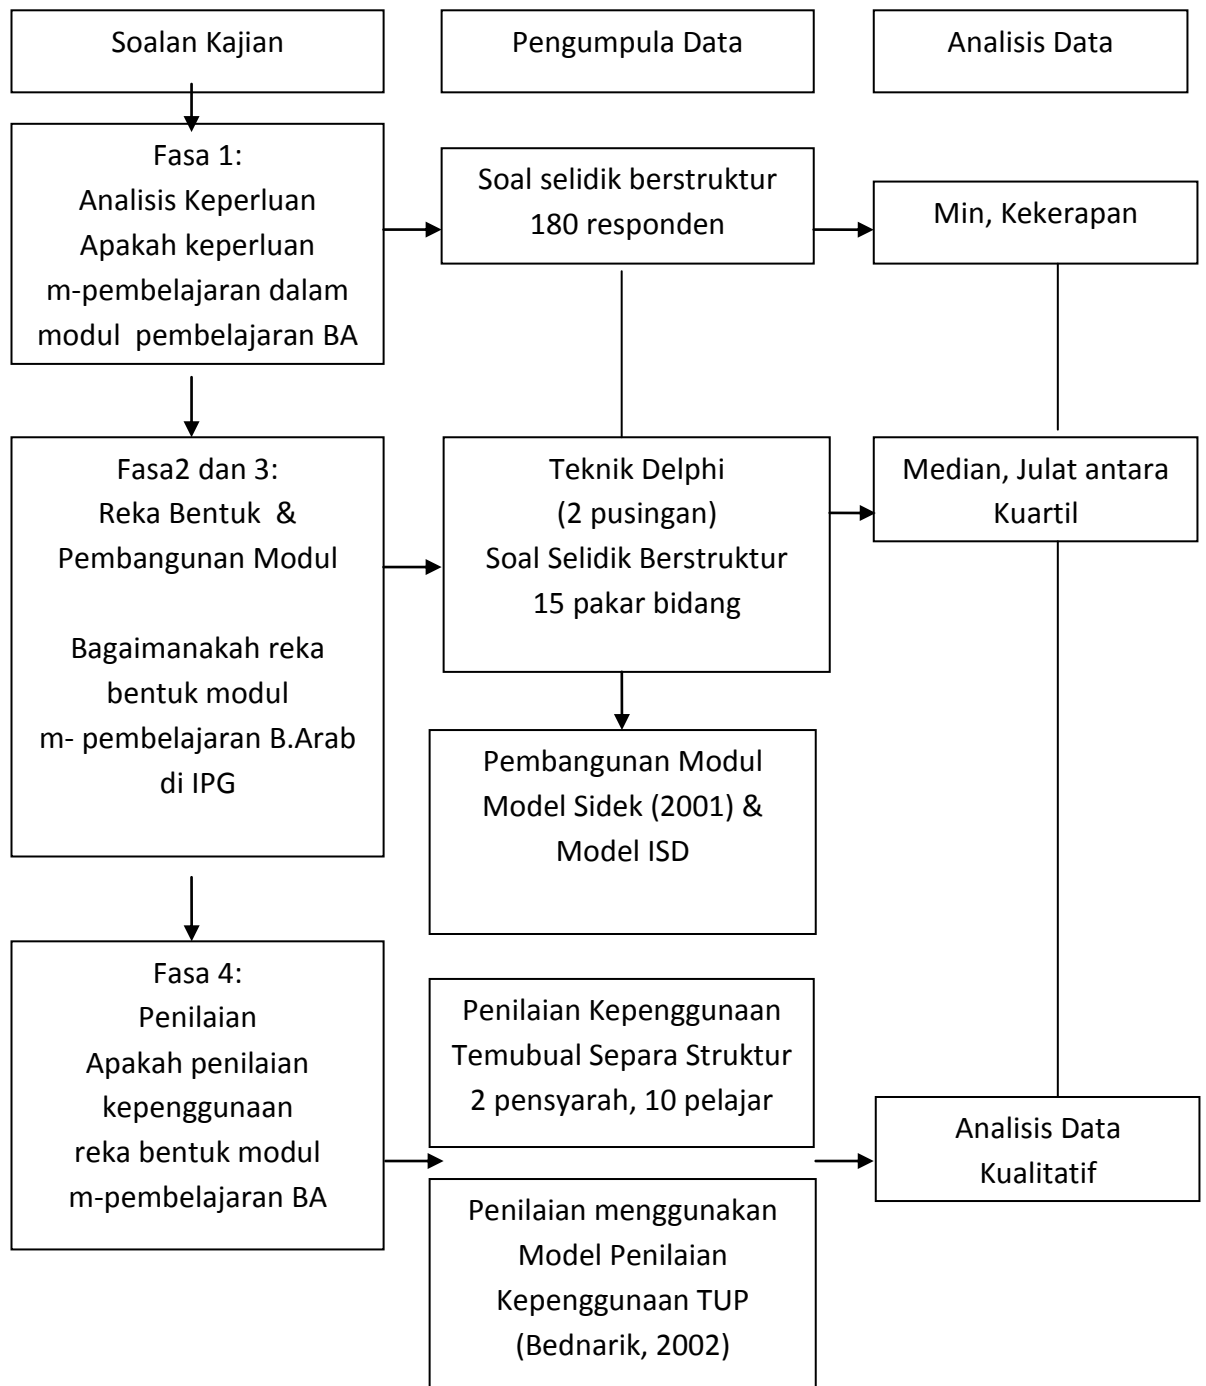 Soalan Kajian
Pengumpula Data
Analisis Data
Fasa 1:
Analisis Keperluan
Apakah keperluan
m-pembelajaran dalam
modul pembelajaran BA
Soal selidik berstruktur
180 responden
Min, Kekerapan
Fasa2 dan 3:
Reka Bentuk &
Pembangunan Modul
Bagaimanakah reka
bentuk modul
m- pembelajaran B.Arab
di IPG
Teknik Delphi
(2 pusingan)
Soal Selidik Berstruktur
15 pakar bidang
Median, Julat antara
Kuartil
Pembangunan Modul
Model Sidek (2001) &
Model ISD
Fasa 4:
Penilaian
Apakah penilaian
kepenggunaan
reka bentuk modul
m-pembelajaran BA
Penilaian Kepenggunaan
Temubual Separa Struktur
2 pensyarah, 10 pelajar
Penilaian menggunakan
Model Penilaian
Kepenggunaan TUP
(Bednarik, 2002)
Analisis Data
Kualitatif